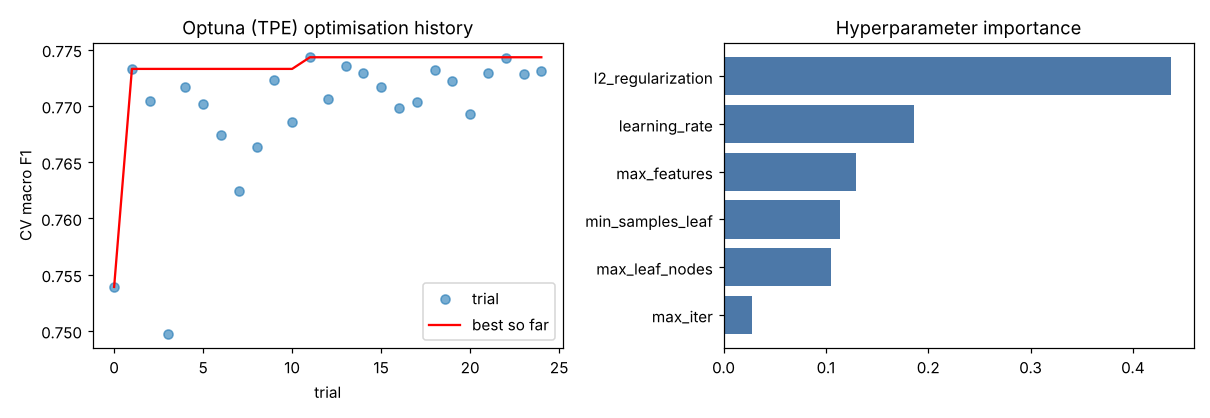 Optuna (TPE) optimisation history
CV macro F1
0.775
0.770
0.765
0.760
0.755
0.750
0
5
10
15
20
25
trial
trial
best so far
Hyperparameter importance
l2_regularization
learning_rate
max_features
min_samples_leaf
max_leaf_nodes
max_iter
0.0
0.1
0.2
0.3
0.4